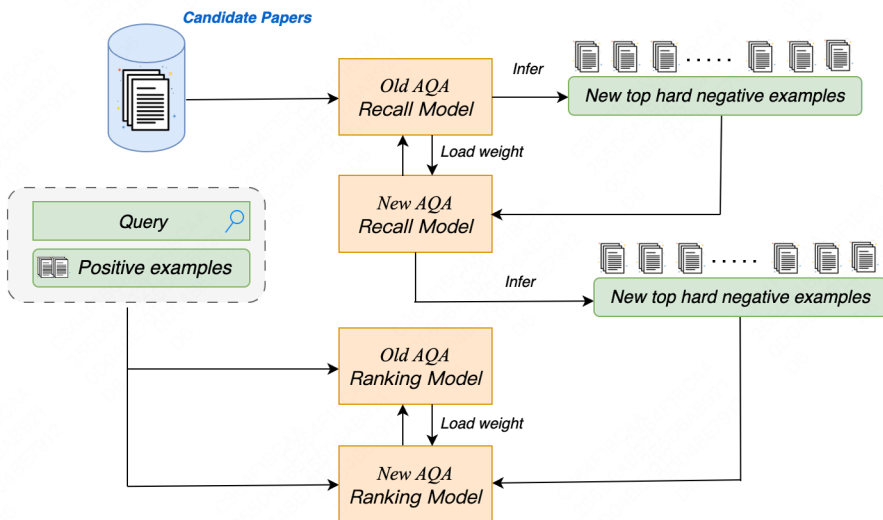 Candidate Papers
Old AQA
Recall Model
Infer
New top hard negative examples
Load weight
New AQA
Recall Model
Query
Positive examples
Infer
New top hard negative examples
Old AQA
Ranking Model
Load weight
New AQA
Ranking Model